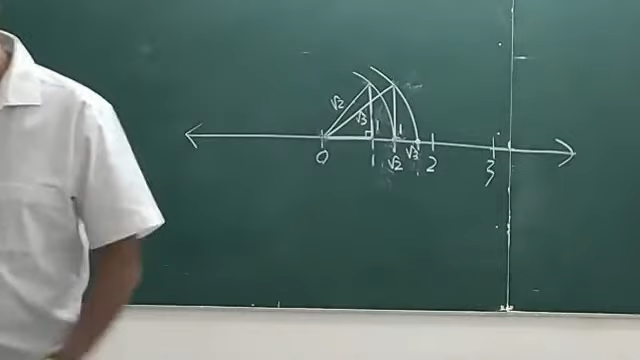 √2
√3 1 1
0 1 √2 √3 2 3